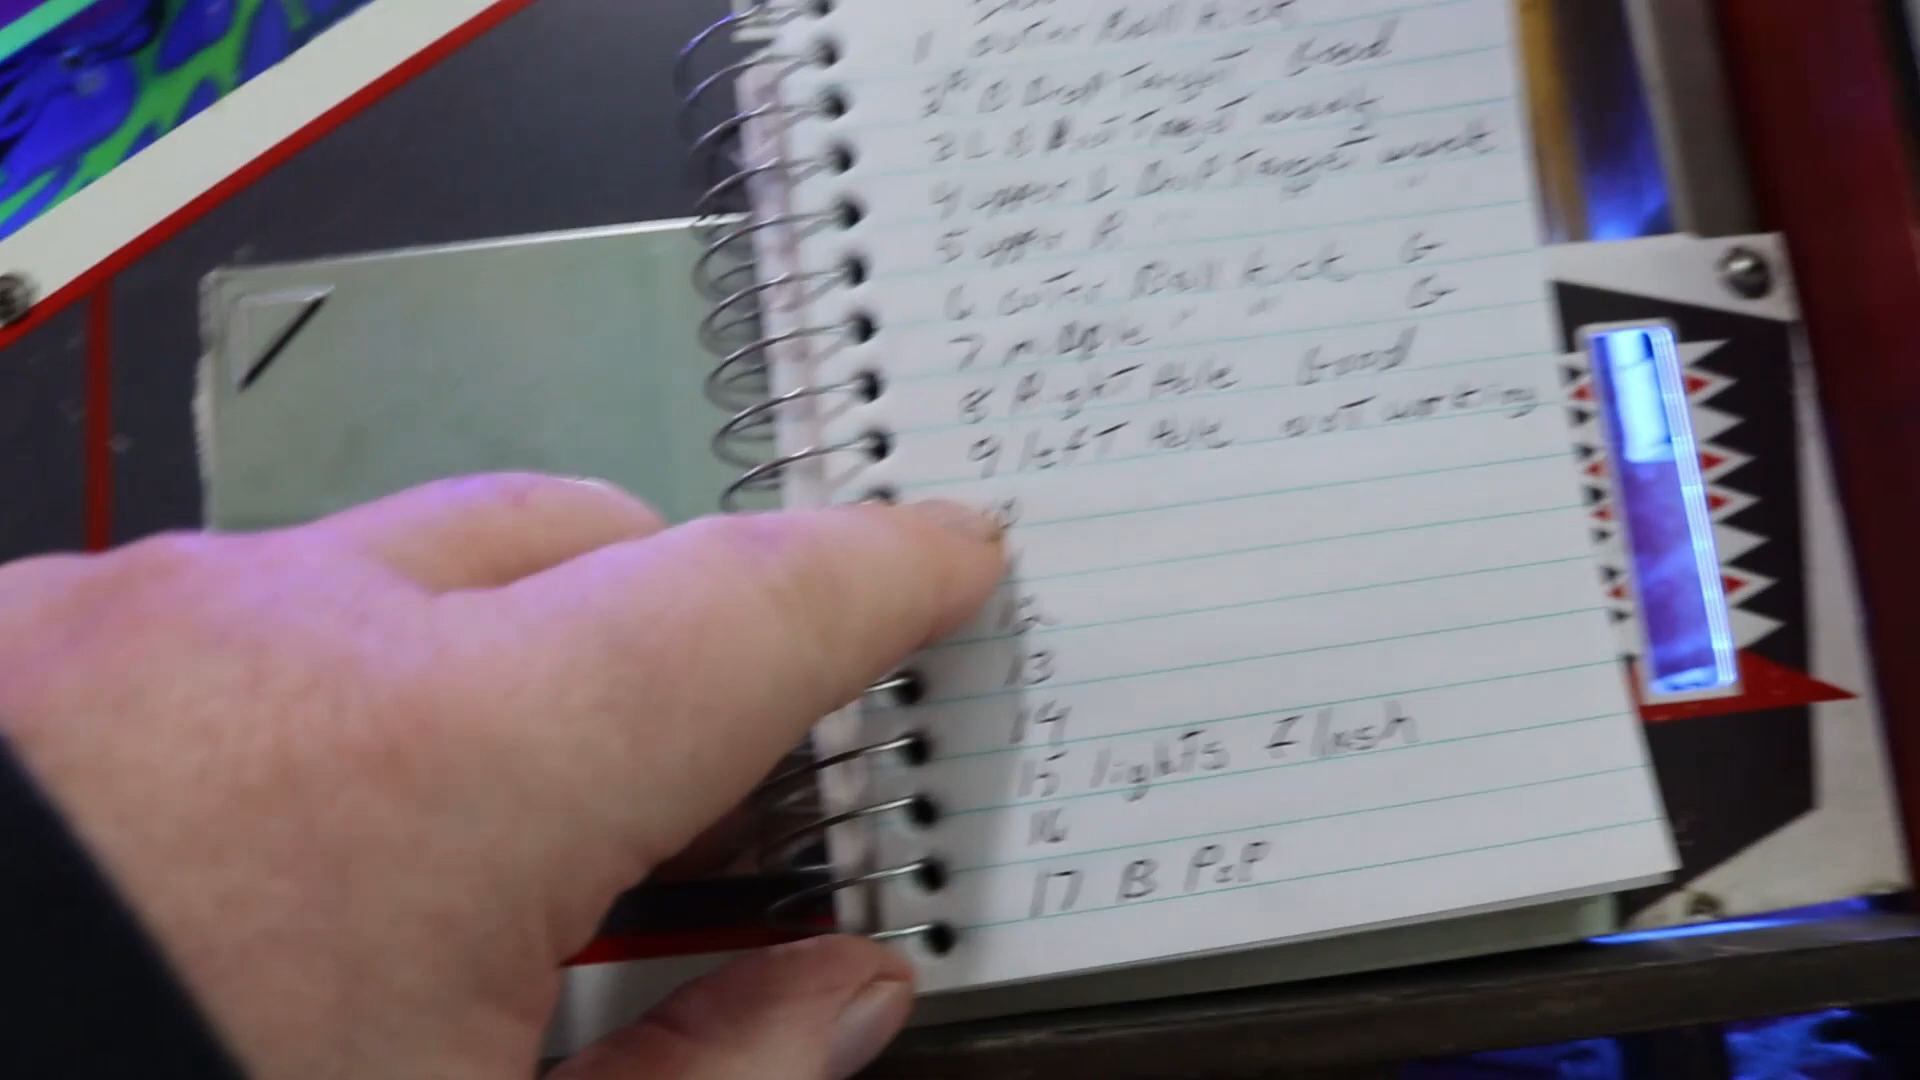 1 outer Ball kick
2 R Drop Target Good
3 L R Drop Target weak
4 upper L Drop Target weak
5 upper R " " "
6 outer Ball kick G
7 middle " " G
8 Right Hole Good
9 left Hole not working
10
12
13
14
15 lights Flash
16
17 B PoP